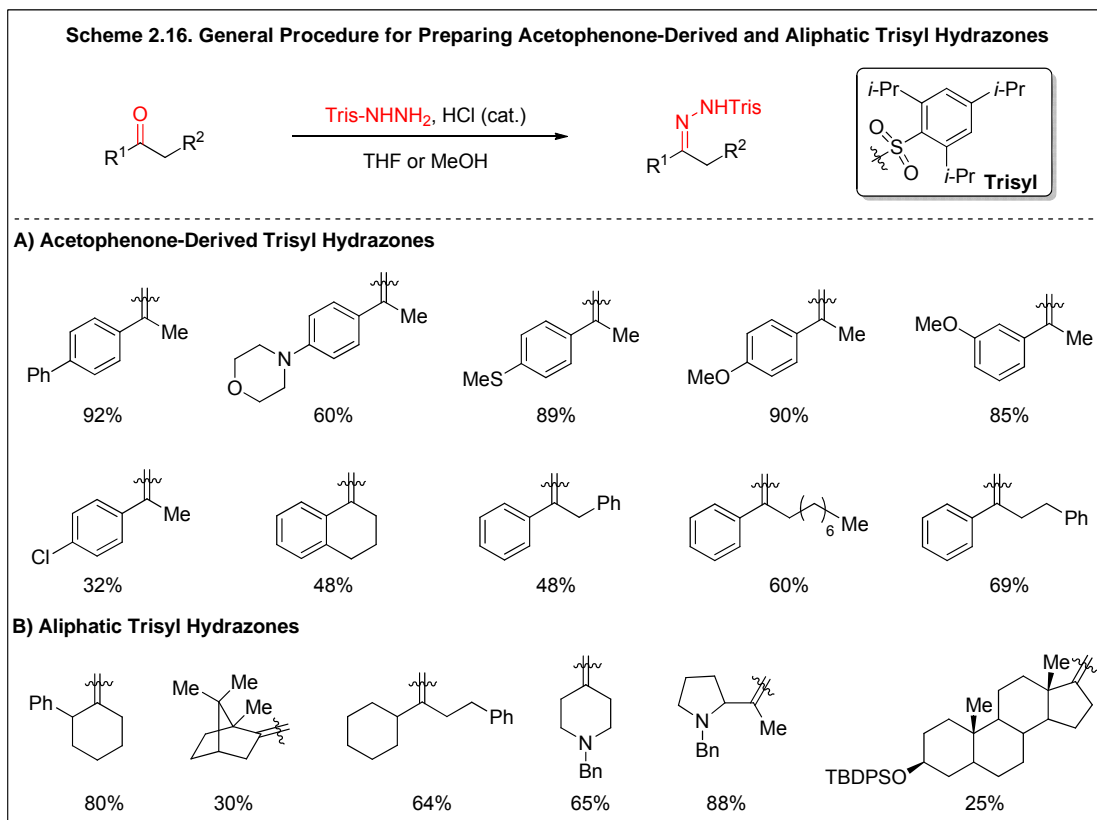 Scheme 2.16. General Procedure for Preparing Acetophenone-Derived and Aliphatic Trisyl Hydrazones
O
R1
R2
Tris-NHNH2, HCl (cat.)
THF or MeOH
N
NHTris
R1
R2
i-Pr
i-Pr
O
S
O
i-Pr
Trisyl
A) Acetophenone-Derived Trisyl Hydrazones
Ph
Me
92%
N
O
Me
60%
MeS
Me
89%
MeO
Me
90%
MeO
Me
85%
Cl
Me
32%
48%
Ph
48%
6
Me
60%
Ph
69%
B) Aliphatic Trisyl Hydrazones
Ph
80%
Me
Me
Me
30%
Ph
64%
N
Bn
65%
N
Bn
Me
88%
Me
Me
TBDPSO
25%